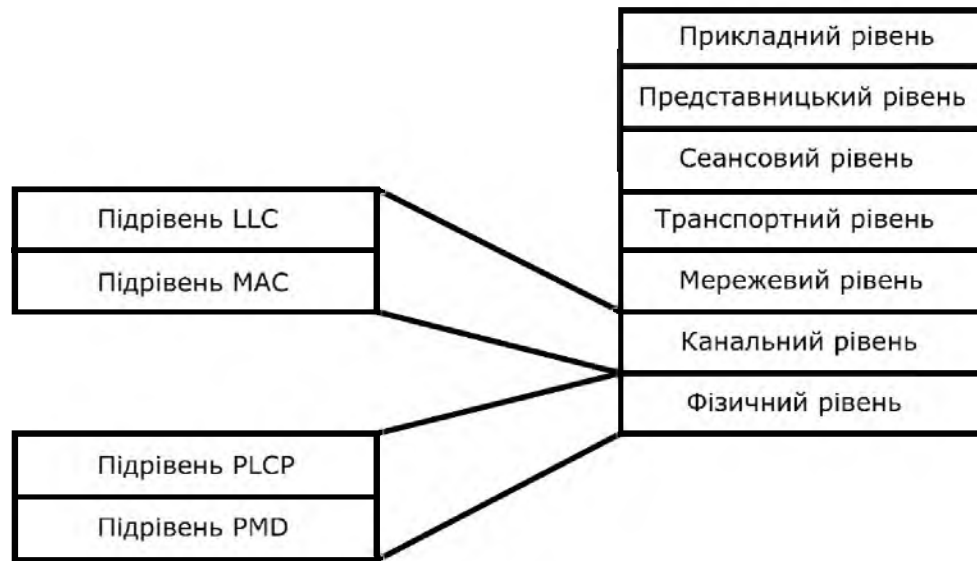 Прикладний рівень
Представницький рівень
Сеансовий рівень
Транспортний рівень
Мережевий рівень
Канальний рівень
Фізичний рівень
Підрівень LLC
Підрівень MAC
Підрівень PLCP
Підрівень PMD